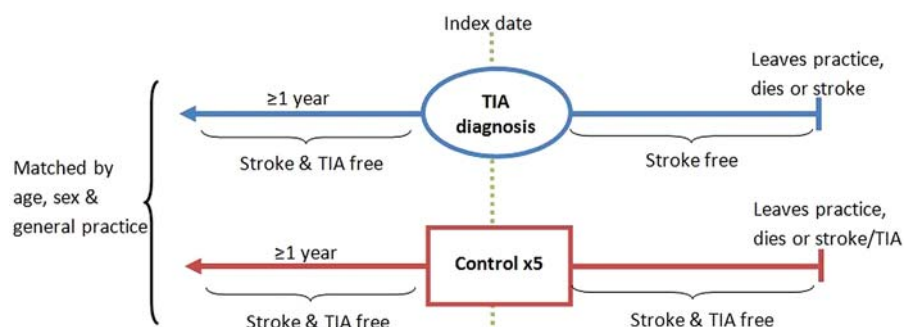 Index date
Leaves practice,
dies or stroke
≥1 year
TIA
diagnosis
Stroke & TIA free
Stroke free
Matched by
age, sex &
general practice
Leaves practice,
dies or stroke/TIA
≥1 year
Control x5
Stroke & TIA free
Stroke & TIA free